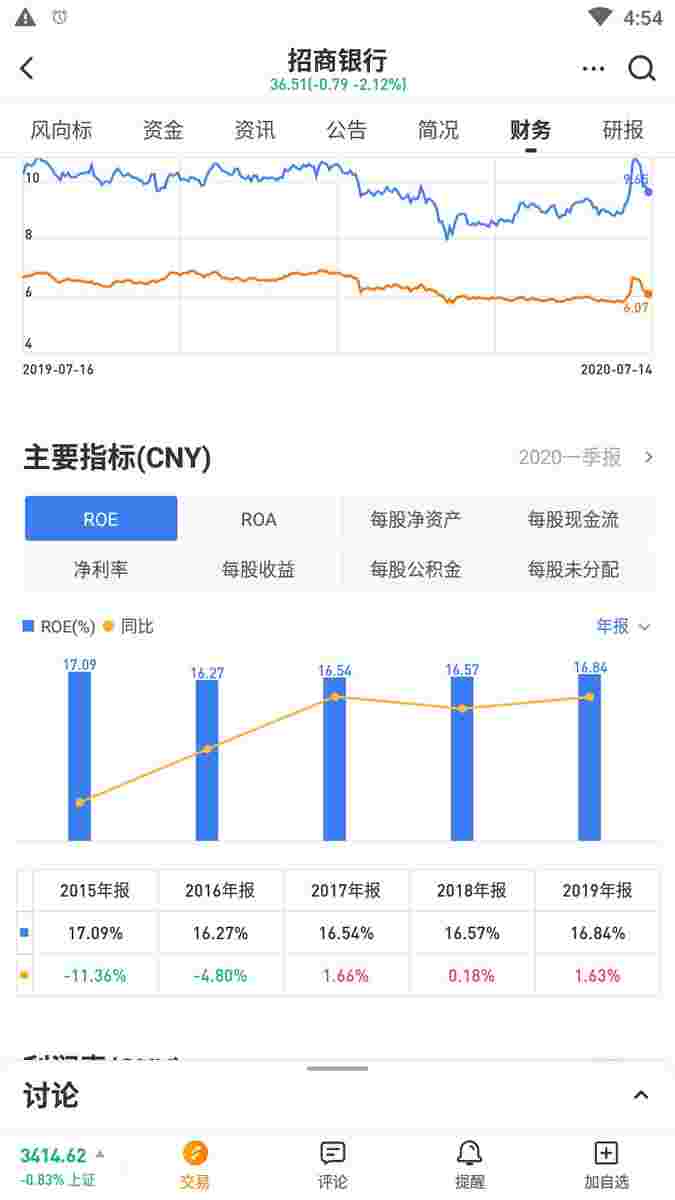 4:54
招商银行
36.51(-0.79 -2.12%)
风向标 资金 资讯 公告 简况 财务 研报
10
9.65
8
6
6.07
4
2019-07-16 2020-07-14
主要指标(CNY) 2020一季报
ROE ROA 每股净资产 每股现金流
净利率 每股收益 每股公积金 每股未分配
ROE(%) 同比 年报
17.09 16.27 16.54 16.57 16.84
2015年报 2016年报 2017年报 2018年报 2019年报
17.09% 16.27% 16.54% 16.57% 16.84%
-11.36% -4.80% 1.66% 0.18% 1.63%
讨论
3414.62
-0.83% 上证
交易 评论 提醒 加自选